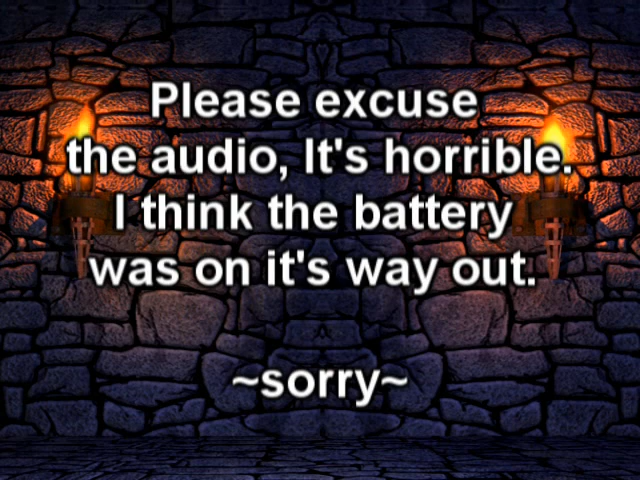 Please excuse
the audio, It's horrible.
I think the battery
was on it's way out.
~sorry~